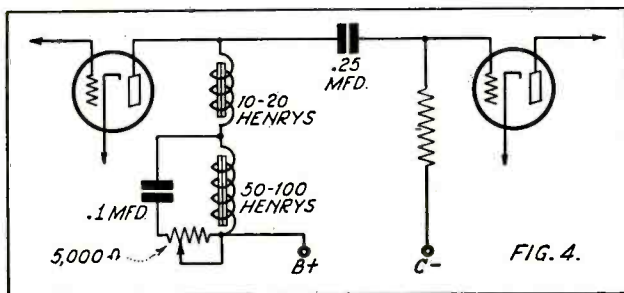 .25
MFD.
10-20
HENRYS
50-100
HENRYS
.1 MFD.
5,000 Ω
B+
C-
FIG. 4.